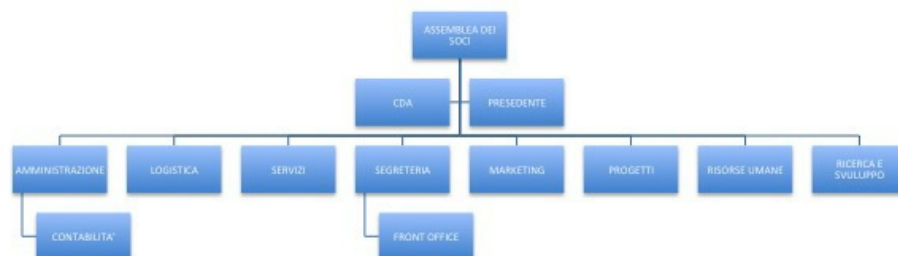 ASSEMBLEA DEI
SOCI
CDA
PRESEDENTE
AMMINISTRAZIONE
LOGISTICA
SERVIZI
SEGRETERIA
MARKETING
PROGETTI
RISORSE UMANE
RICERCA E
SVULUPPO
CONTABILITA'
FRONT OFFICE